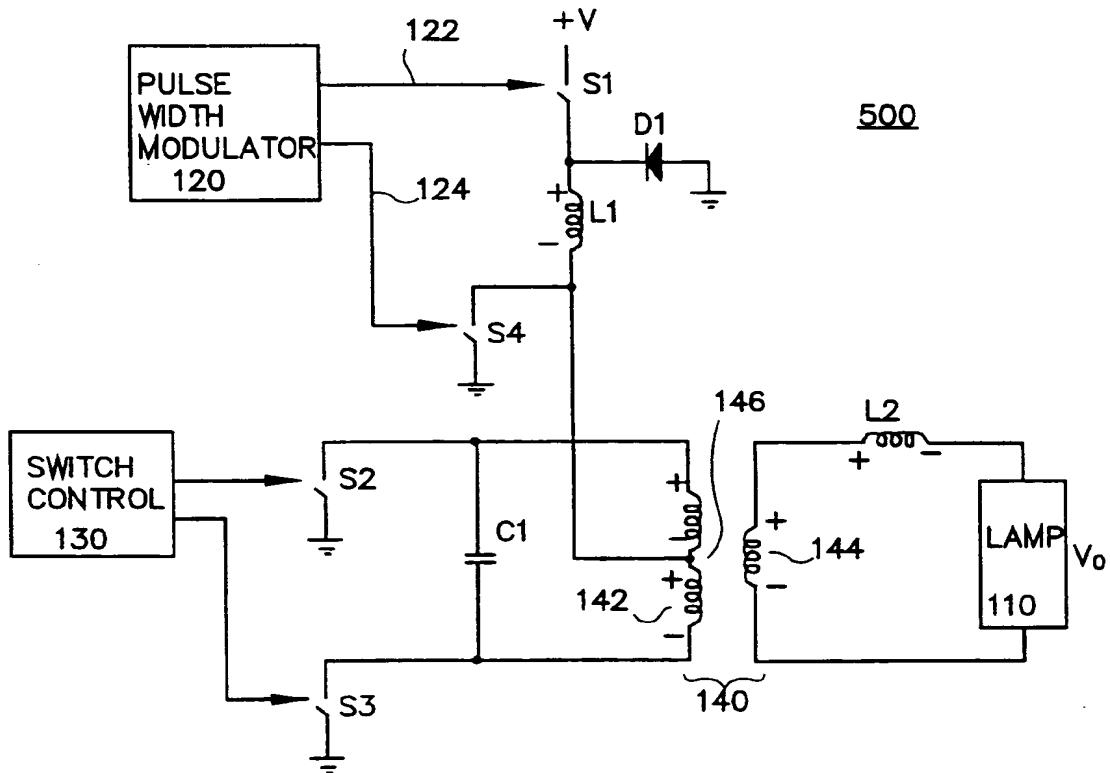 122
+V
PULSE
WIDTH
MODULATOR
120
S1
500
D1
124
+
L1
−
S4
146
L2
+ −
SWITCH
CONTROL
130
S2
C1
+
−
+
142
−
+
144
−
LAMP
110
Vo
S3
140